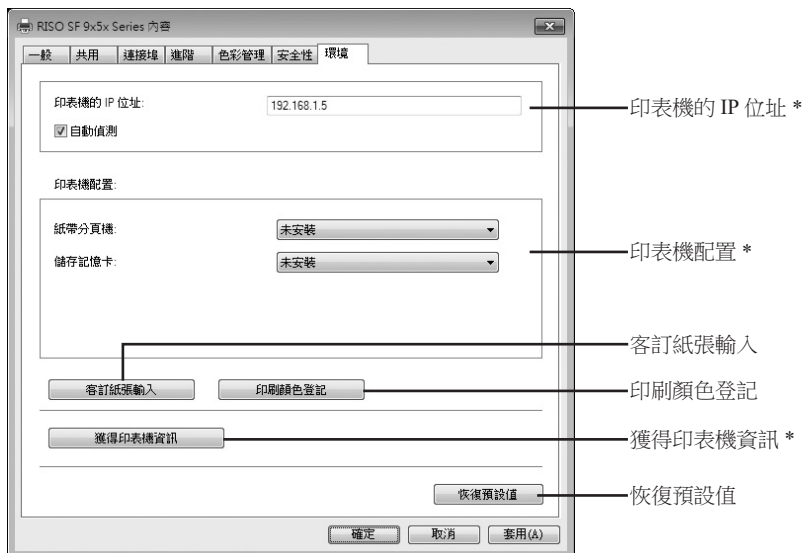 RISO SF 9x5x Series 內容
一般 共用 連接埠 進階 色彩管理 安全性 環境
印表機的 IP 位址: 192.168.1.5
印表機的 IP 位址 *
自動偵測
印表機配置:
紙帶分頁機: 未安裝
印表機配置 *
儲存記憶卡: 未安裝
客訂紙張輸入
客訂紙張輸入 印刷顏色登記
印刷顏色登記
獲得印表機資訊
獲得印表機資訊 *
恢復預設值
恢復預設值
確定 取消 套用(A)